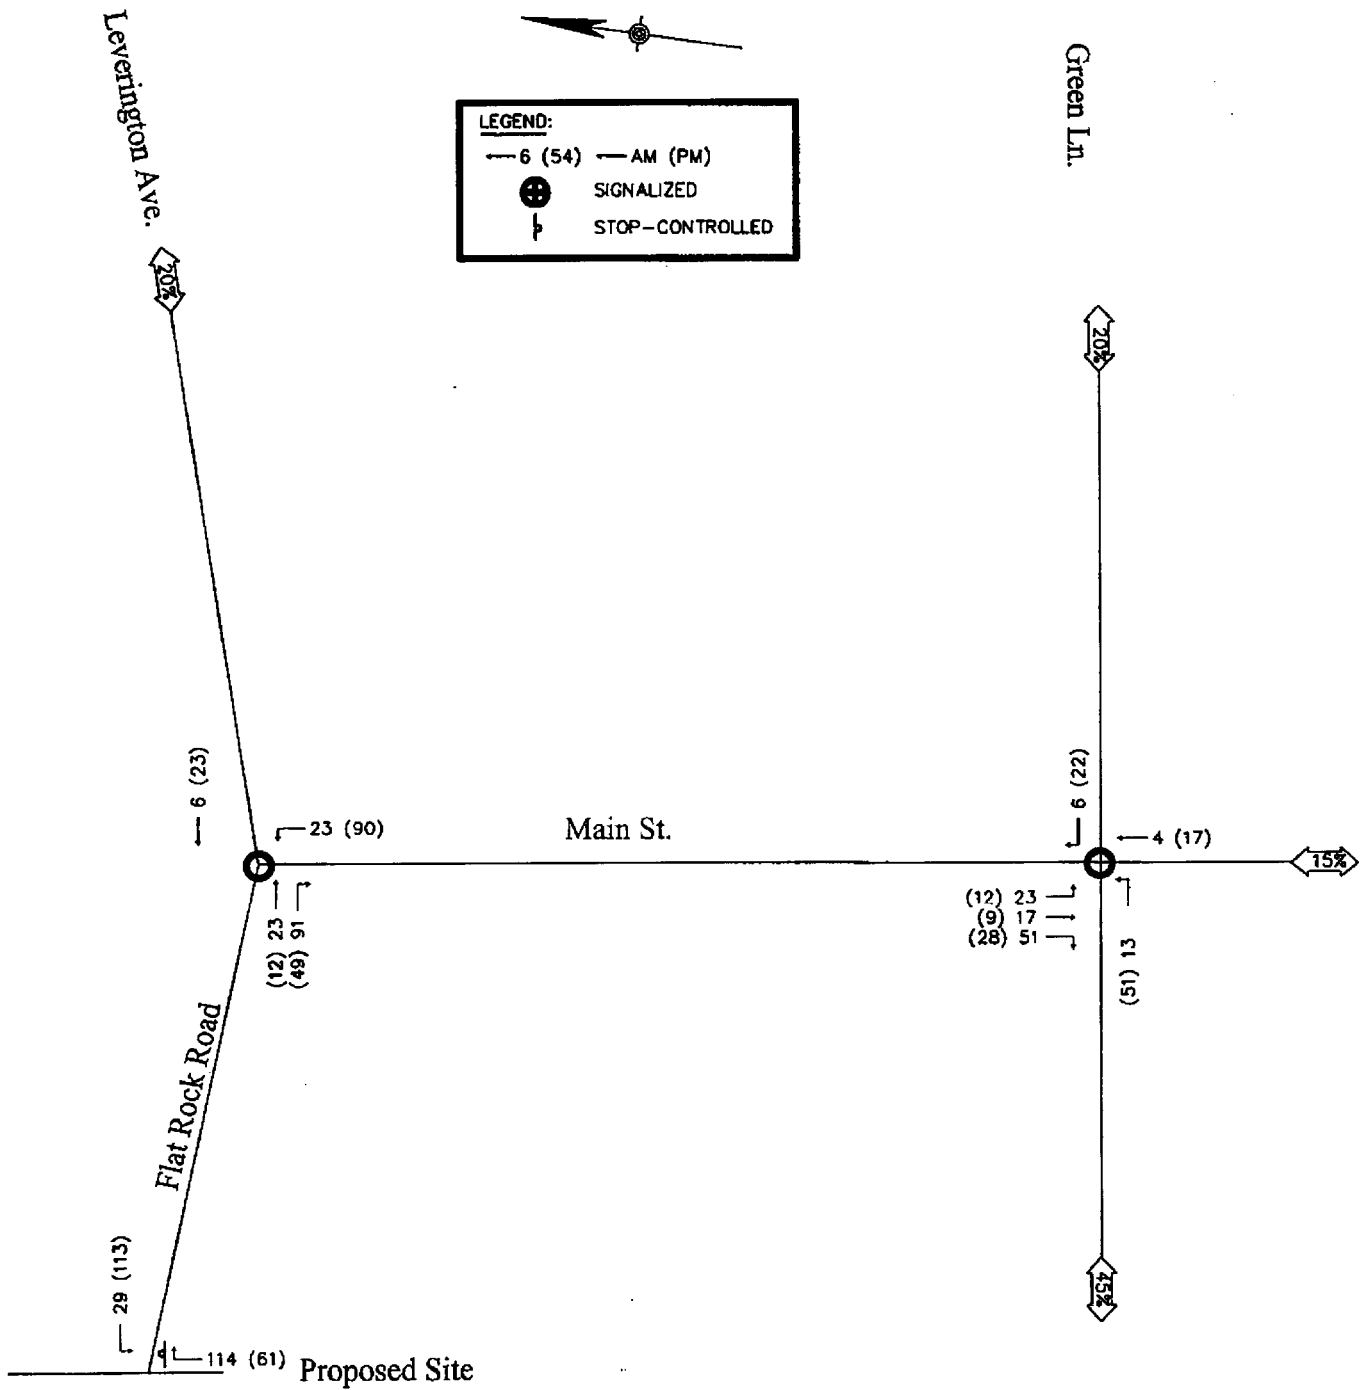 Leverington Ave.
Green Ln.
LEGEND:
6 (54) AM (PM)
SIGNALIZED
STOP-CONTROLLED
20%
20%
6 (23)
23 (90)
Main St.
6 (22)
4 (17)
15%
(12) 23
(49) 91
(12) 23
(9) 17
(28) 51
(51) 13
Flat Rock Road
45%
29 (113)
114 (61)
Proposed Site